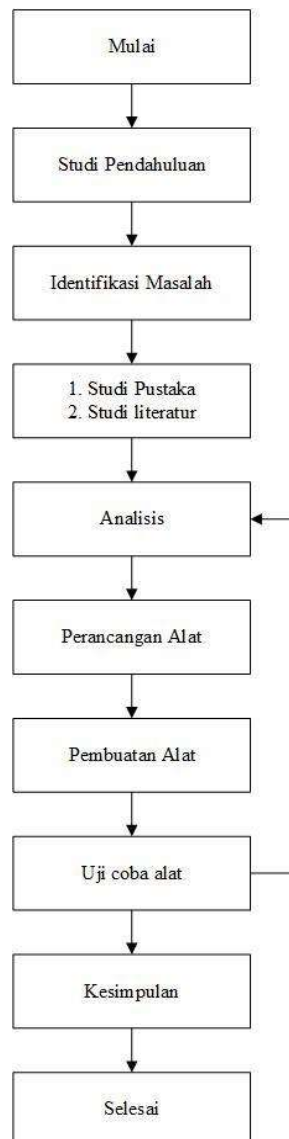 Mulai
Studi Pendahuluan
Identifikasi Masalah
1. Studi Pustaka
2. Studi literatur
Analisis
Perancangan Alat
Pembuatan Alat
Uji coba alat
Kesimpulan
Selesai